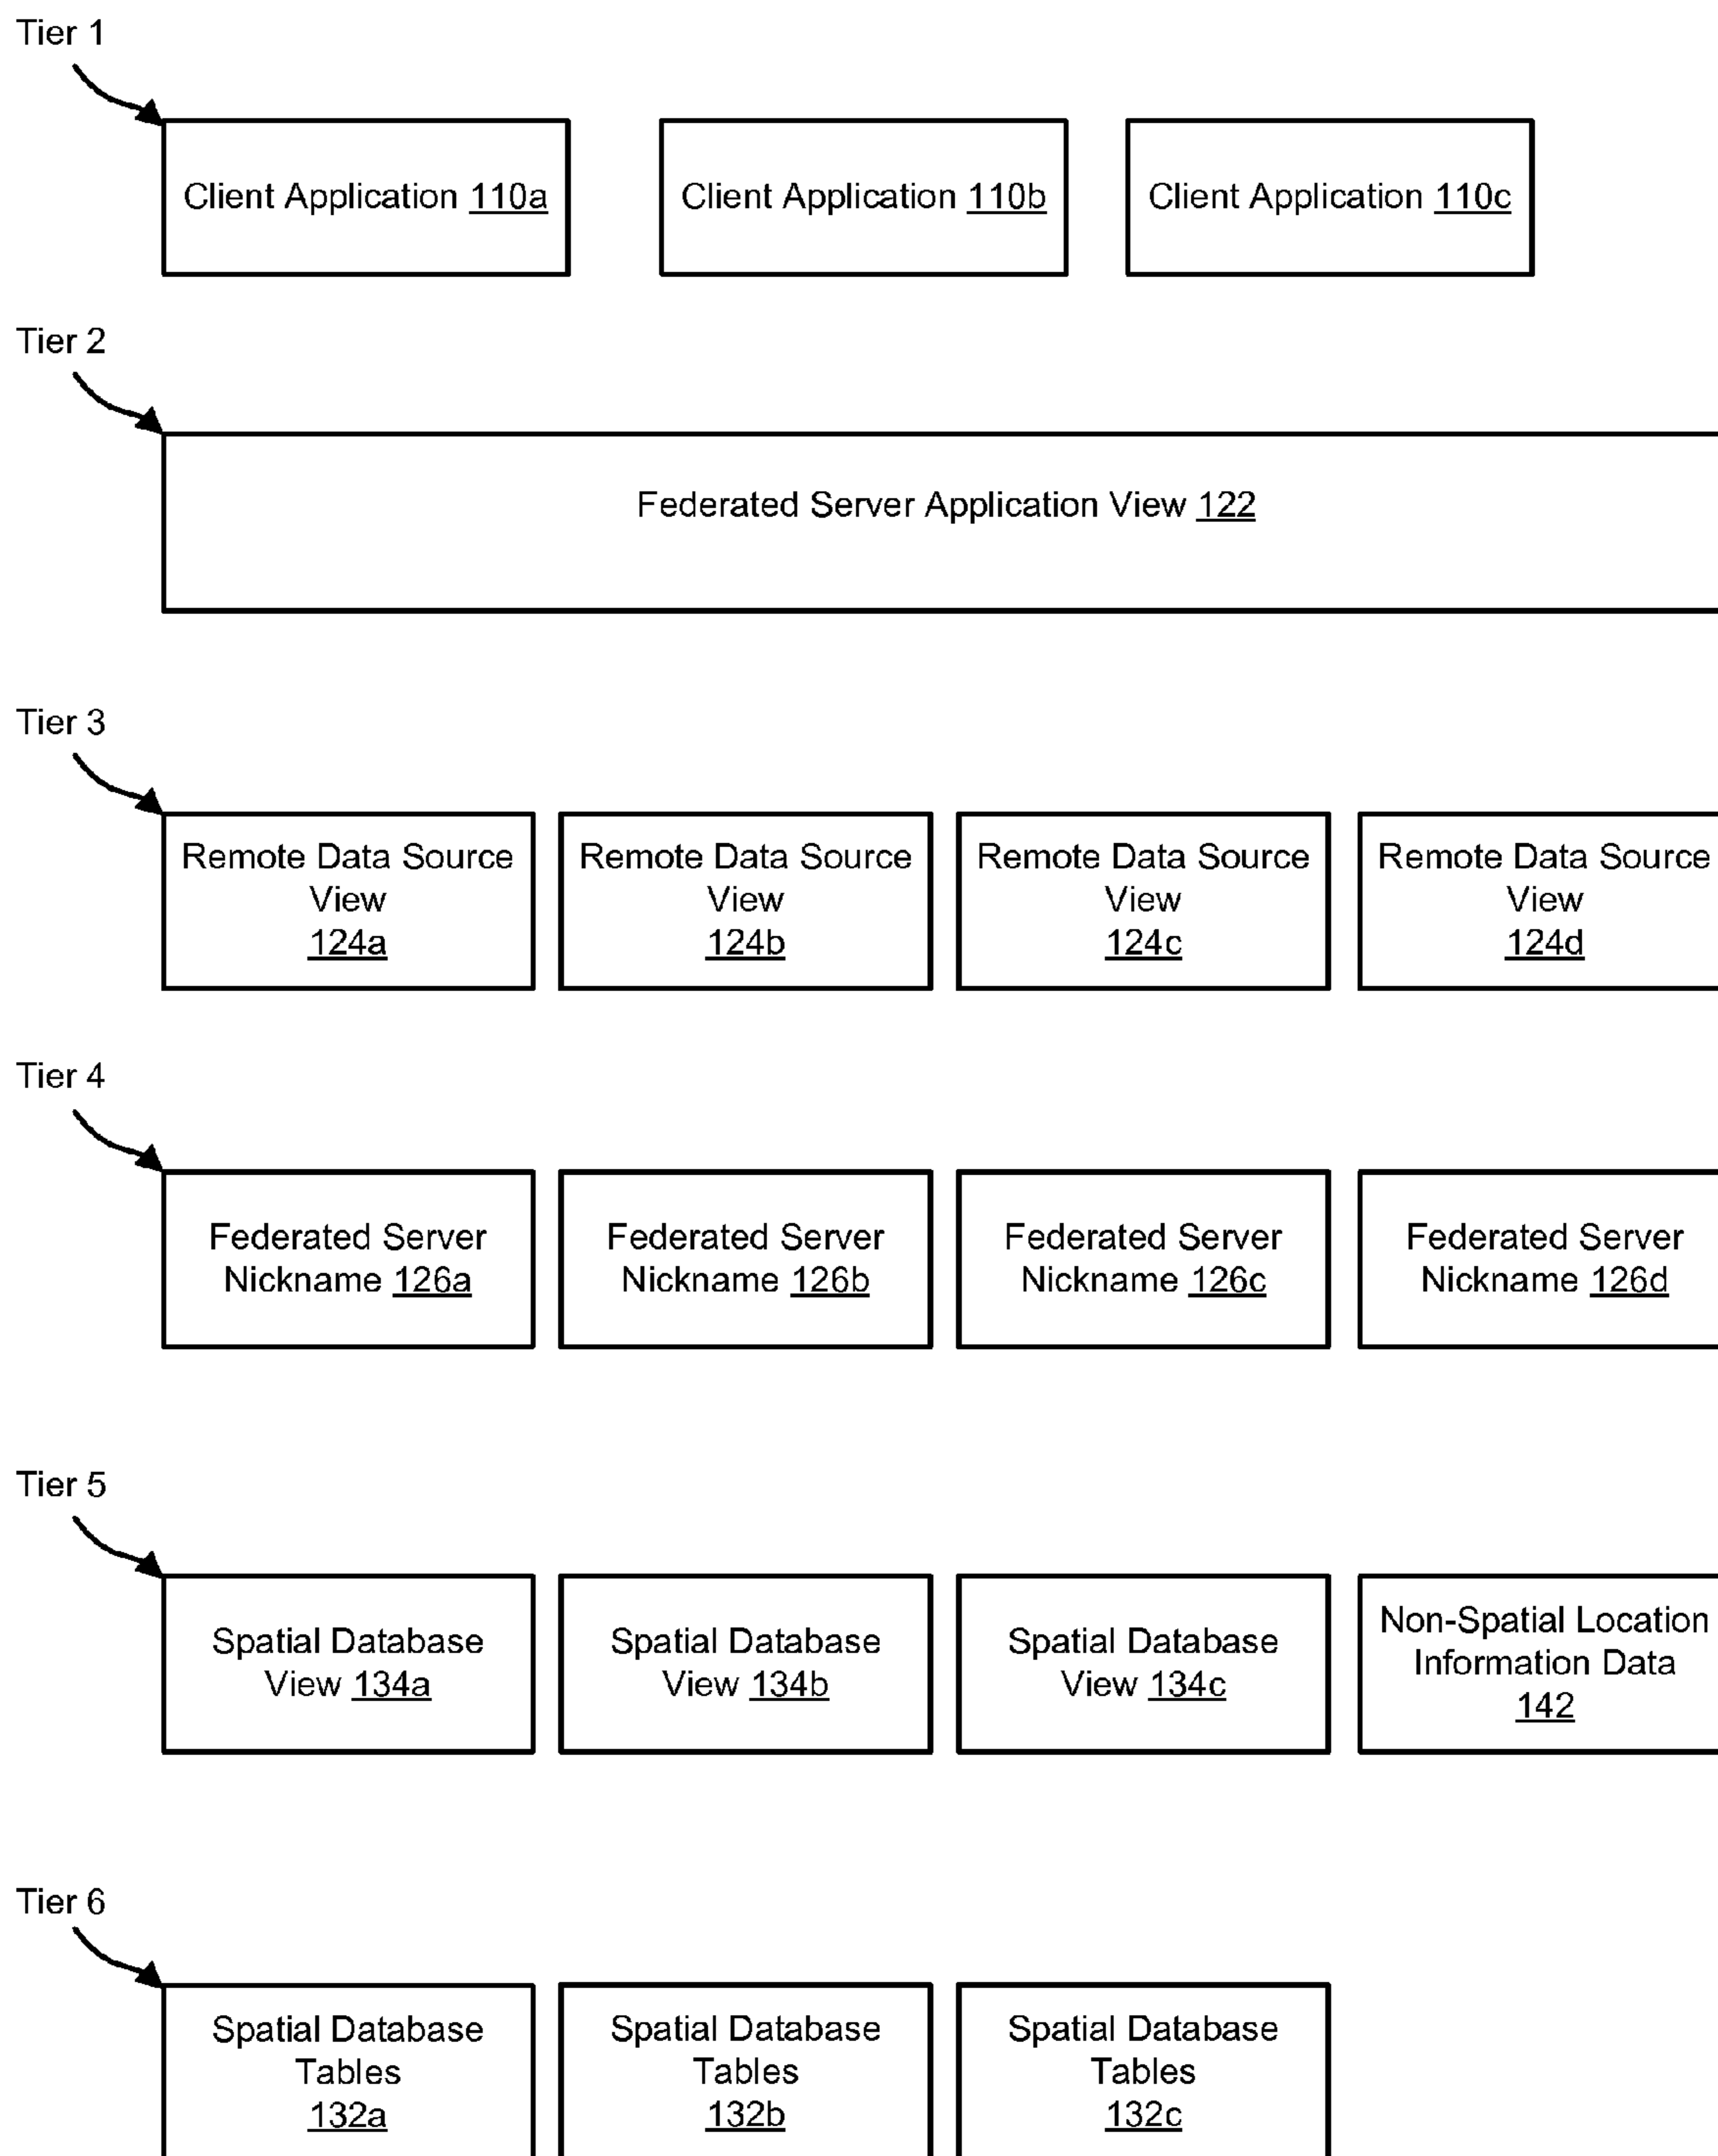 Tier 1
Client Application 110a
Client Application 110b
Client Application 110c
Tier 2
Federated Server Application View 122
Tier 3
Remote Data Source
View
124a
Remote Data Source
View
124b
Remote Data Source
View
124c
Remote Data Source
View
124d
Tier 4
Federated Server
Nickname 126a
Federated Server
Nickname 126b
Federated Server
Nickname 126c
Federated Server
Nickname 126d
Tier 5
Spatial Database
View 134a
Spatial Database
View 134b
Spatial Database
View 134c
Non-Spatial Location
Information Data
142
Tier 6
Spatial Database
Tables
132a
Spatial Database
Tables
132b
Spatial Database
Tables
132c